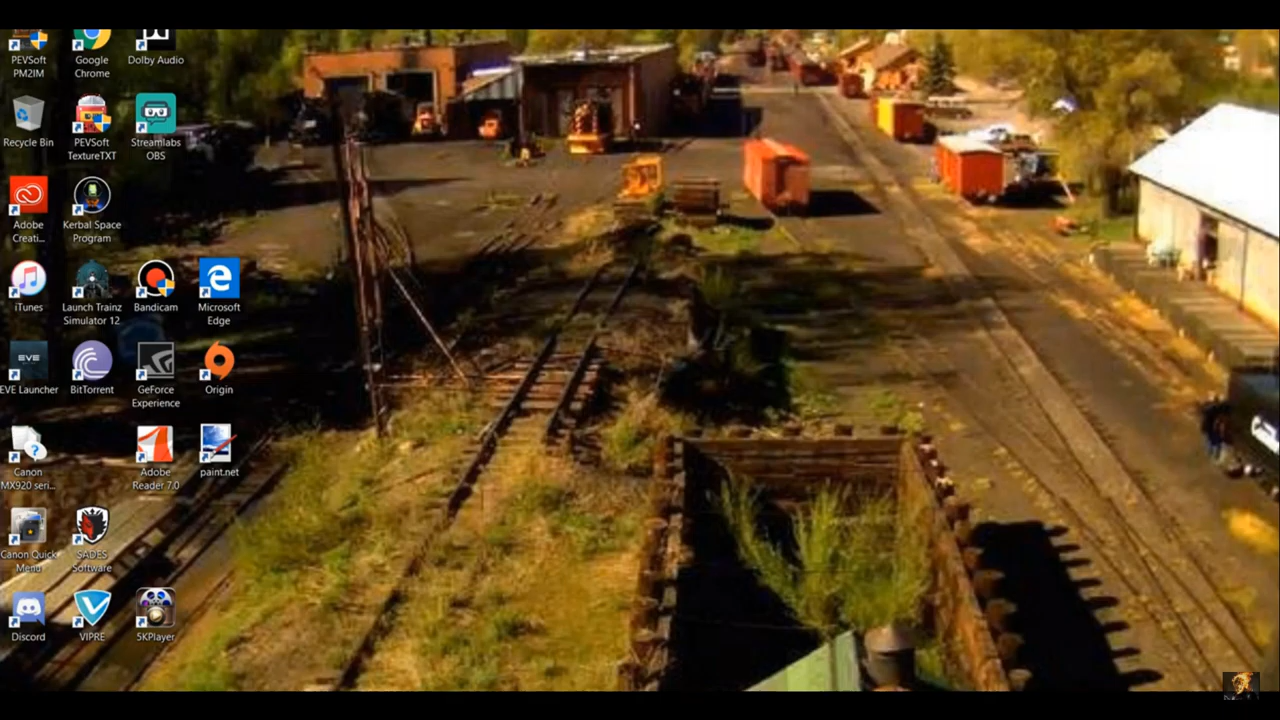 PEVSoft
PM2IM
Google
Chrome
Dolby Audio
Recycle Bin
PEVSoft
TextureTXT
Streamlabs
OBS
Adobe
Creati...
Kerbal Space
Program
iTunes
Launch Trainz
Simulator 12
Bandicam
Microsoft
Edge
EVE
EVE Launcher
BitTorrent
GeForce
Experience
Origin
Canon
MX920 seri...
Adobe
Reader 7.0
paint.net
Canon Quick
Menu
SADES
Software
Discord
VIPRE
5KPlayer